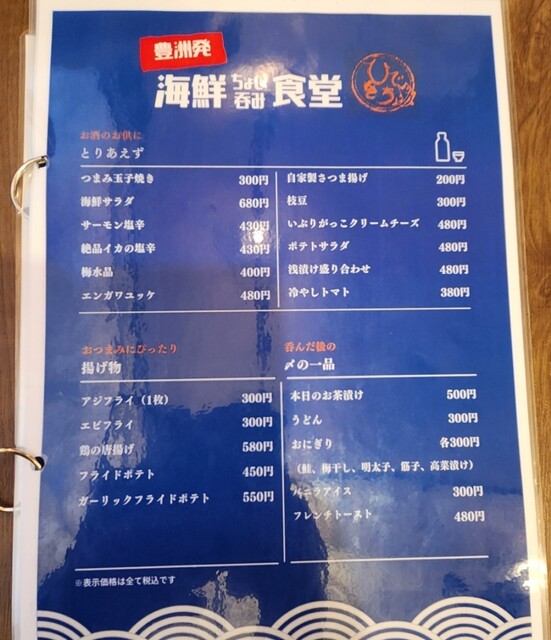 豊洲発
海鮮ちょい呑み食堂
お酒のお供に
とりあえず
つまみ玉子焼き 300円
海鮮サラダ 680円
サーモン塩辛 430円
絶品イカの塩辛 430円
梅水晶 400円
エンガワユッケ 480円
自家製さつま揚げ 200円
枝豆 300円
いぶりがっこクリームチーズ 480円
ポテトサラダ 480円
浅漬け盛り合わせ 480円
冷やしトマト 380円
おつまみにぴったり
揚げ物
アジフライ（1枚） 300円
エビフライ 300円
鶏の唐揚げ 580円
フライドポテト 450円
ガーリックフライドポテト 550円
呑んだ後の
〆の一品
本日のお茶漬け 500円
うどん 300円
おにぎり 各300円
（鮭、梅干し、明太子、筋子、高菜漬け）
バニラアイス 300円
フレンチトースト 480円
※表示価格は全て税込です